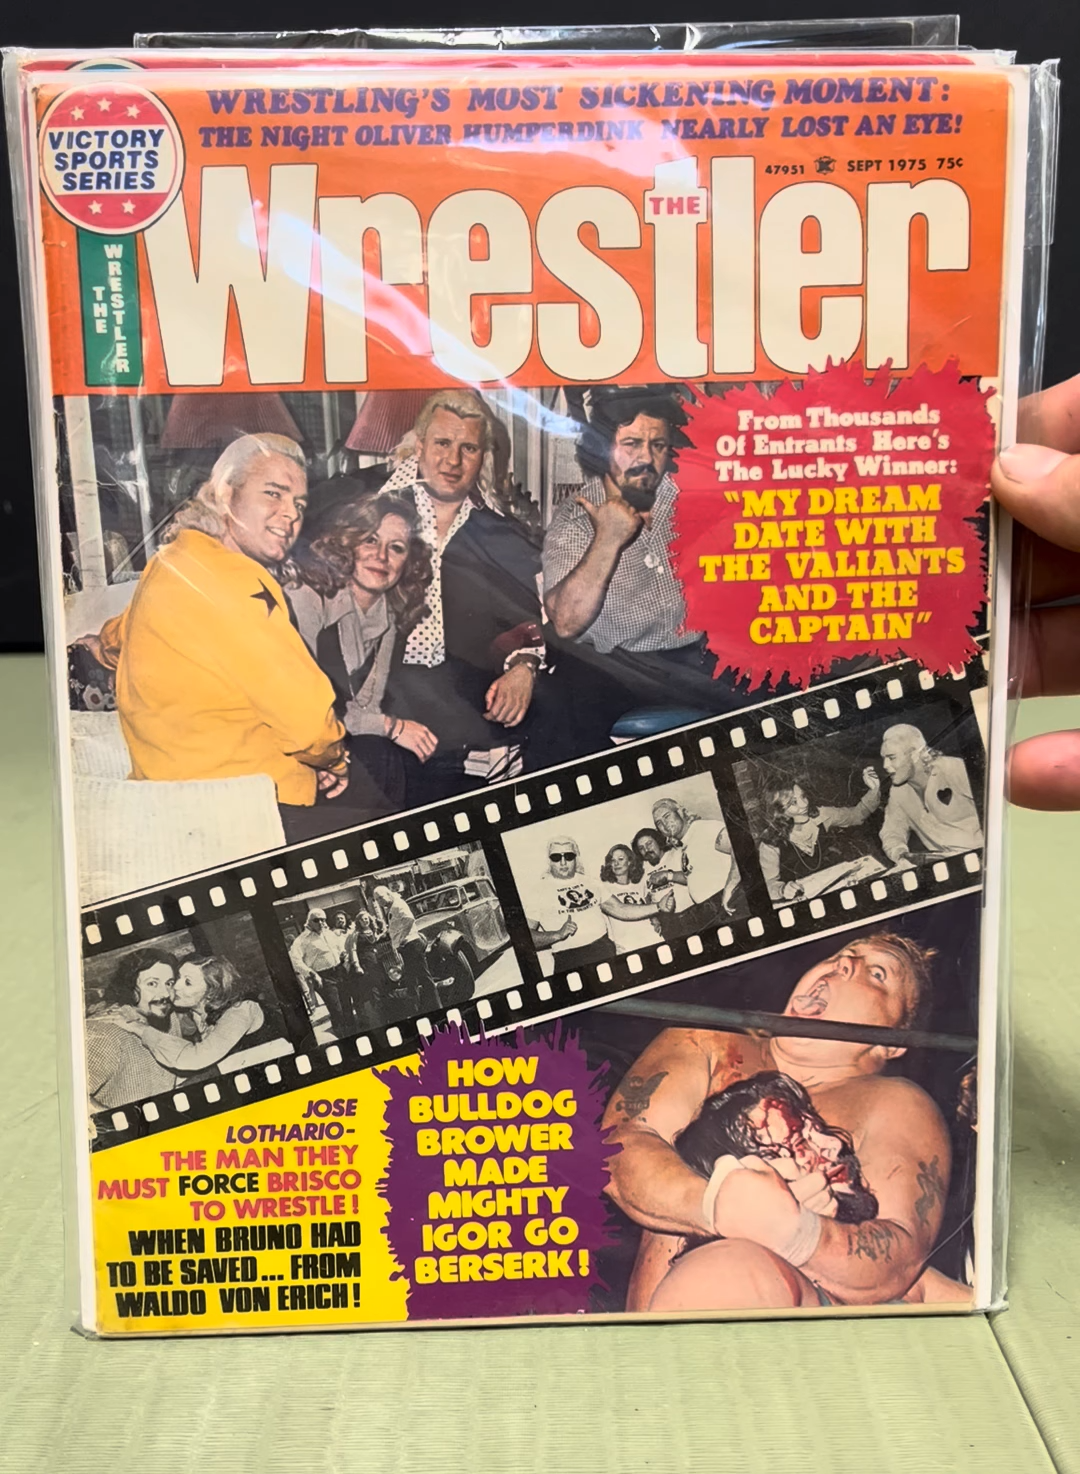 WRESTLING'S MOST SICKENING MOMENT:
THE NIGHT OLIVER HUMPERDINK NEARLY LOST AN EYE!
VICTORY
SPORTS
SERIES
47951 SEPT 1975 75¢
THE
Wrestler
THE WRESTLER
From Thousands
Of Entrants Here's
The Lucky Winner:
"MY DREAM
DATE WITH
THE VALIANTS
AND THE
CAPTAIN"
JOSE
LOTHARIO-
THE MAN THEY
MUST FORCE BRISCO
TO WRESTLE!
WHEN BRUNO HAD
TO BE SAVED... FROM
WALDO VON ERICH!
HOW
BULLDOG
BROWER
MADE
MIGHTY
IGOR GO
BERSERK!